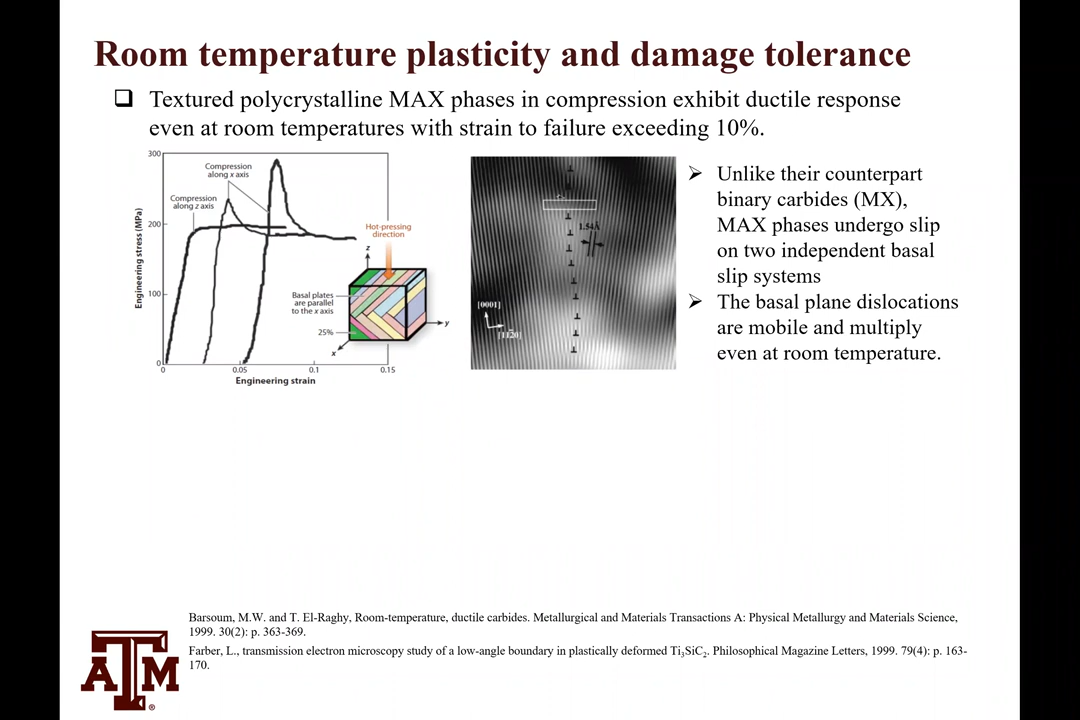 Room temperature plasticity and damage tolerance
❑ Textured polycrystalline MAX phases in compression exhibit ductile response
even at room temperatures with strain to failure exceeding 10%.
300
200
100
0
0
0.05
0.1
0.15
Engineering stress (MPa)
Engineering strain
Compression
along x axis
Compression
along z axis
Hot-pressing
direction
z
Basal plates
are parallel
to the x axis
25%
y
x
1.54Å
[0001]
[112̄0]
➢ Unlike their counterpart
binary carbides (MX),
MAX phases undergo slip
on two independent basal
slip systems
➢ The basal plane dislocations
are mobile and multiply
even at room temperature.
Barsoum, M.W. and T. El-Raghy, Room-temperature, ductile carbides. Metallurgical and Materials Transactions A: Physical Metallurgy and Materials Science,
1999. 30(2): p. 363-369.
Farber, L., transmission electron microscopy study of a low-angle boundary in plastically deformed Ti₃SiC₂. Philosophical Magazine Letters, 1999. 79(4): p. 163-
170.
ATM
®